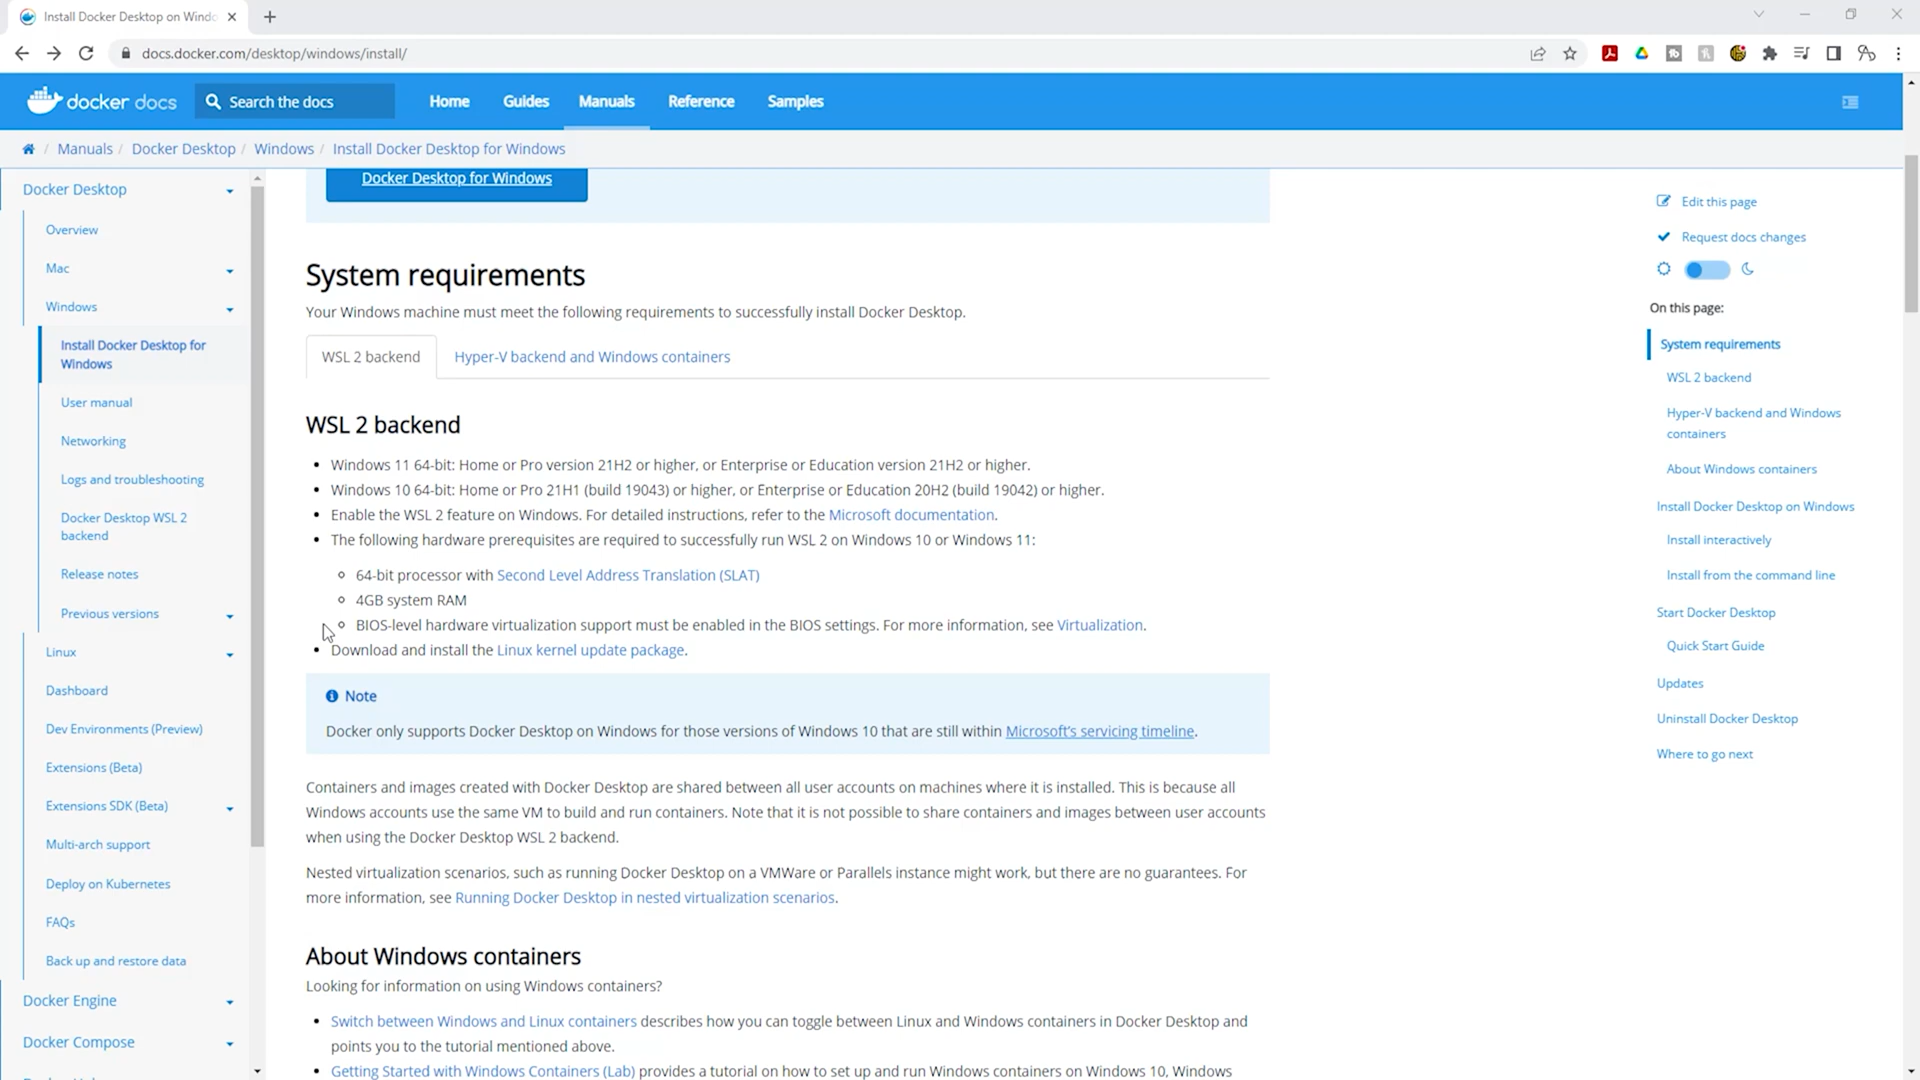 Install Docker Desktop on Windo
docs.docker.com/desktop/windows/install/
docker docs
Search the docs
Home
Guides
Manuals
Reference
Samples
/ Manuals / Docker Desktop / Windows / Install Docker Desktop for Windows
Docker Desktop
Overview
Mac
Windows
Install Docker Desktop for
Windows
User manual
Networking
Logs and troubleshooting
Docker Desktop WSL 2
backend
Release notes
Previous versions
Linux
Dashboard
Dev Environments (Preview)
Extensions (Beta)
Extensions SDK (Beta)
Multi-arch support
Deploy on Kubernetes
FAQs
Back up and restore data
Docker Engine
Docker Compose
Docker Desktop for Windows
System requirements
Your Windows machine must meet the following requirements to successfully install Docker Desktop.
WSL 2 backend
Hyper-V backend and Windows containers
WSL 2 backend
Windows 11 64-bit: Home or Pro version 21H2 or higher, or Enterprise or Education version 21H2 or higher.
Windows 10 64-bit: Home or Pro 21H1 (build 19043) or higher, or Enterprise or Education 20H2 (build 19042) or higher.
Enable the WSL 2 feature on Windows. For detailed instructions, refer to the Microsoft documentation.
The following hardware prerequisites are required to successfully run WSL 2 on Windows 10 or Windows 11:
64-bit processor with Second Level Address Translation (SLAT)
4GB system RAM
BIOS-level hardware virtualization support must be enabled in the BIOS settings. For more information, see Virtualization.
Download and install the Linux kernel update package.
Note
Docker only supports Docker Desktop on Windows for those versions of Windows 10 that are still within Microsoft's servicing timeline.
Containers and images created with Docker Desktop are shared between all user accounts on machines where it is installed. This is because all
Windows accounts use the same VM to build and run containers. Note that it is not possible to share containers and images between user accounts
when using the Docker Desktop WSL 2 backend.
Nested virtualization scenarios, such as running Docker Desktop on a VMWare or Parallels instance might work, but there are no guarantees. For
more information, see Running Docker Desktop in nested virtualization scenarios.
About Windows containers
Looking for information on using Windows containers?
Switch between Windows and Linux containers describes how you can toggle between Linux and Windows containers in Docker Desktop and
points you to the tutorial mentioned above.
Getting Started with Windows Containers (Lab) provides a tutorial on how to set up and run Windows containers on Windows 10, Windows
Edit this page
Request docs changes
On this page:
System requirements
WSL 2 backend
Hyper-V backend and Windows
containers
About Windows containers
Install Docker Desktop on Windows
Install interactively
Install from the command line
Start Docker Desktop
Quick Start Guide
Updates
Uninstall Docker Desktop
Where to go next